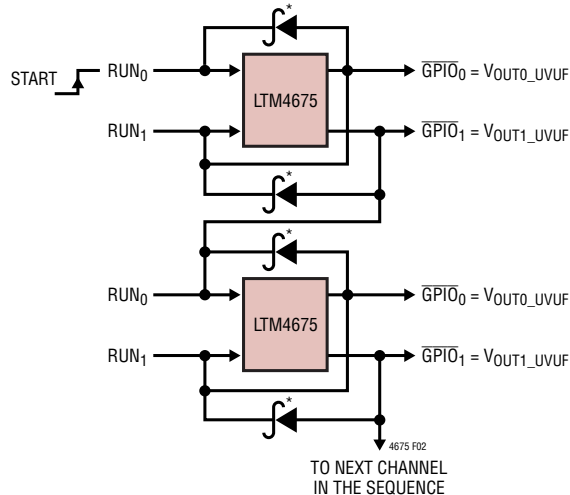 *
START
RUN0
LTM4675
GPIO0 = VOUT0_UVUF
RUN1
GPIO1 = VOUT1_UVUF
*
*
RUN0
LTM4675
GPIO0 = VOUT0_UVUF
RUN1
GPIO1 = VOUT1_UVUF
*
4675 F02
TO NEXT CHANNEL
IN THE SEQUENCE